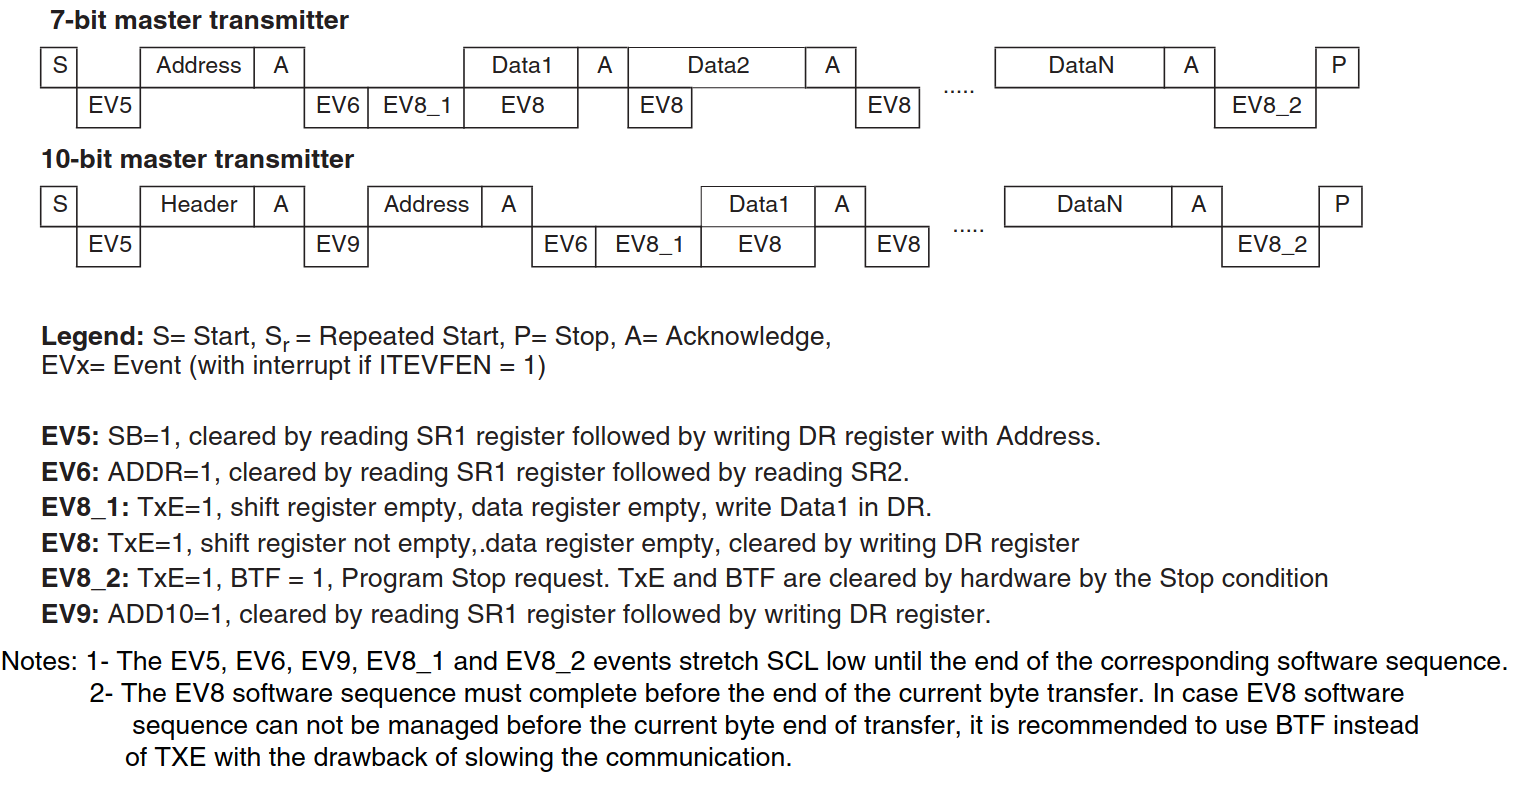 7-bit master transmitter
S Address A Data1 A Data2 A ..... DataN A P
EV5 EV6 EV8_1 EV8 EV8 EV8 EV8_2
10-bit master transmitter
S Header A Address A Data1 A ..... DataN A P
EV5 EV9 EV6 EV8_1 EV8 EV8 EV8_2
Legend: S= Start, Sr = Repeated Start, P= Stop, A= Acknowledge,
EVx= Event (with interrupt if ITEVFEN = 1)
EV5: SB=1, cleared by reading SR1 register followed by writing DR register with Address.
EV6: ADDR=1, cleared by reading SR1 register followed by reading SR2.
EV8_1: TxE=1, shift register empty, data register empty, write Data1 in DR.
EV8: TxE=1, shift register not empty,.data register empty, cleared by writing DR register
EV8_2: TxE=1, BTF = 1, Program Stop request. TxE and BTF are cleared by hardware by the Stop condition
EV9: ADD10=1, cleared by reading SR1 register followed by writing DR register.
Notes: 1- The EV5, EV6, EV9, EV8_1 and EV8_2 events stretch SCL low until the end of the corresponding software sequence.
2- The EV8 software sequence must complete before the end of the current byte transfer. In case EV8 software
sequence can not be managed before the current byte end of transfer, it is recommended to use BTF instead
of TXE with the drawback of slowing the communication.